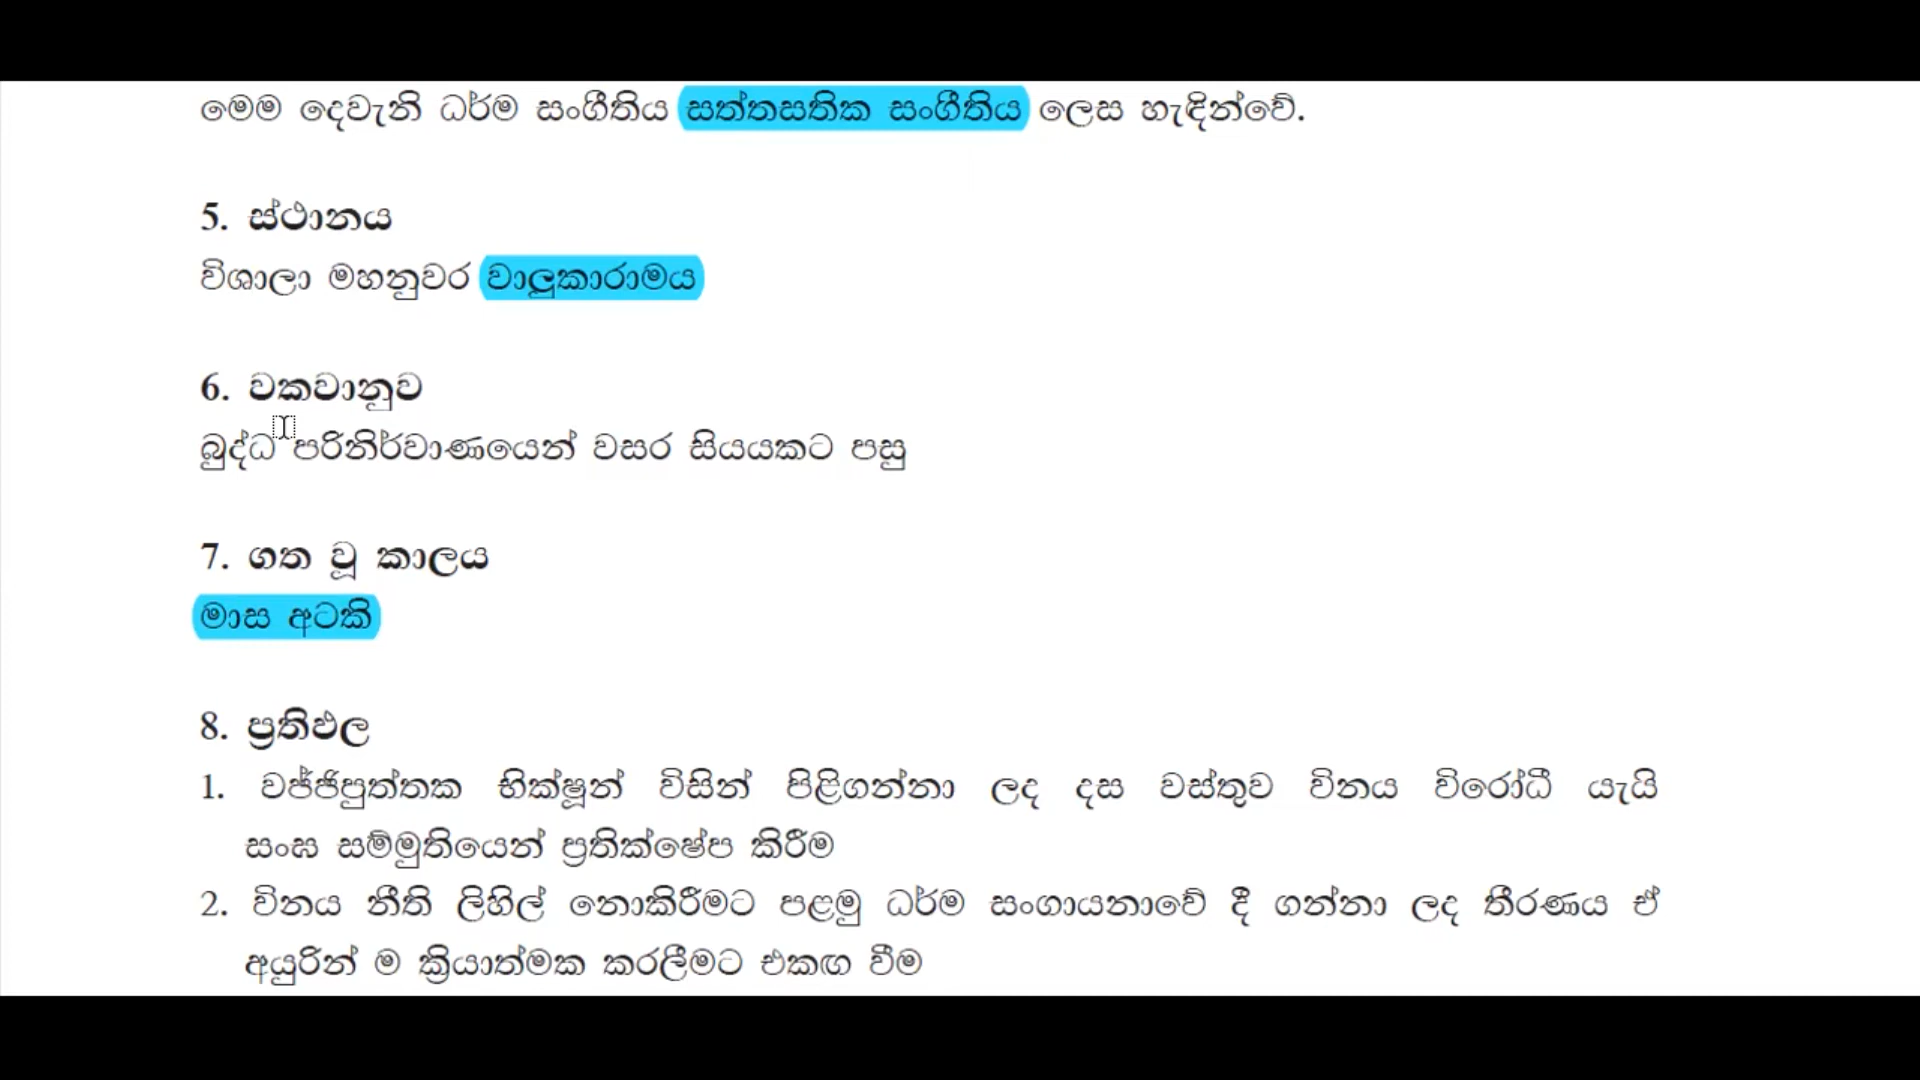 මෙම දෙවැනි ධර්ම සංගීතිය සත්තසතික සංගීතිය ලෙස හැඳින්වේ.
5. ස්ථානය
විශාලා මහනුවර වාලුකාරාමය
6. වකවානුව
බුද්ධ පරිනිර්වාණයෙන් වසර සියයකට පසු
7. ගත වූ කාලය
මාස අටකි
8. ප්‍රතිඵල
1. වජ්ජිපුත්තක භික්ෂූන් විසින් පිළිගන්නා ලද දස වස්තුව විනය විරෝධී යැයි
සංඝ සම්මුතියෙන් ප්‍රතික්ෂේප කිරීම
2. විනය නීති ලිහිල් නොකිරීමට පළමු ධර්ම සංගායනාවේ දී ගන්නා ලද තීරණය ඒ
අයුරින් ම ක්‍රියාත්මක කරලීමට එකඟ වීම